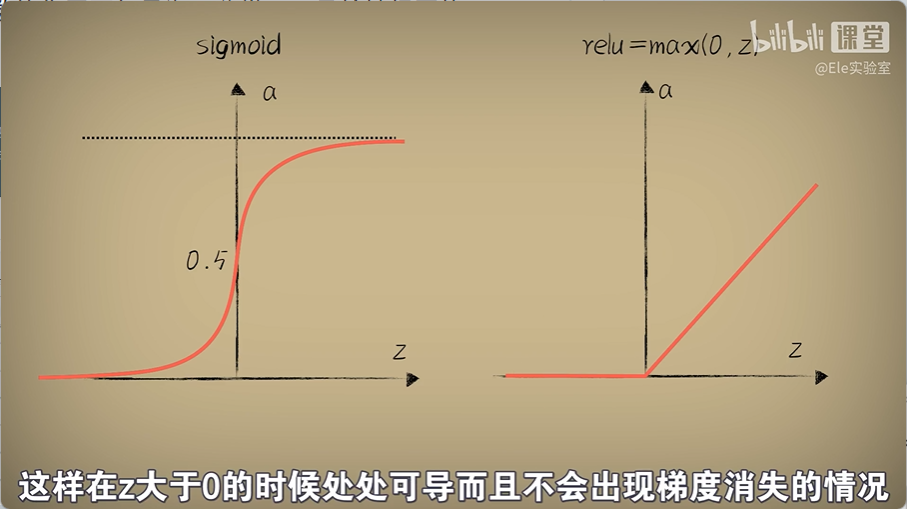 sigmoid
relu=max(0,z)
bilibili 课堂
@Ele实验室
a
a
0.5
z
z
这样在z大于0的时候处处可导而且不会出现梯度消失的情况